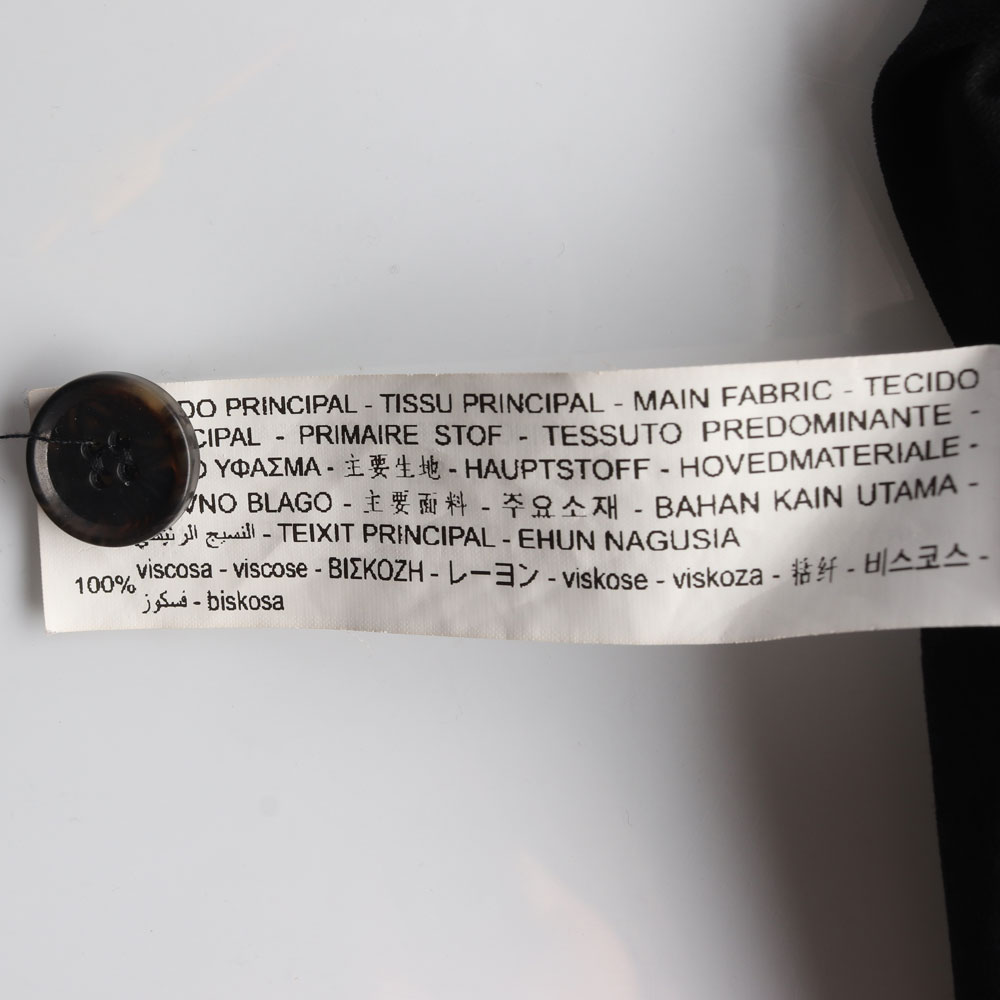 DO PRINCIPAL - TISSU PRINCIPAL - MAIN FABRIC - TECIDO
CIPAL - PRIMAIRE STOF - TESSUTO PREDOMINANTE -
ΥΦΑΣΜΑ - 主要生地 - HAUPTSTOFF - HOVEDMATERIALE -
VNO BLAGO - 主要面料 - 주요소재 - BAHAN KAIN UTAMA -
النسيج الرئيسي - TEIXIT PRINCIPAL - EHUN NAGUSIA
100% viscosa - viscose - ΒΙΣΚΟΖΗ - レーヨン - viskose - viskoza - 粘纤 - 비스코스 -
فسكوز - biskosa